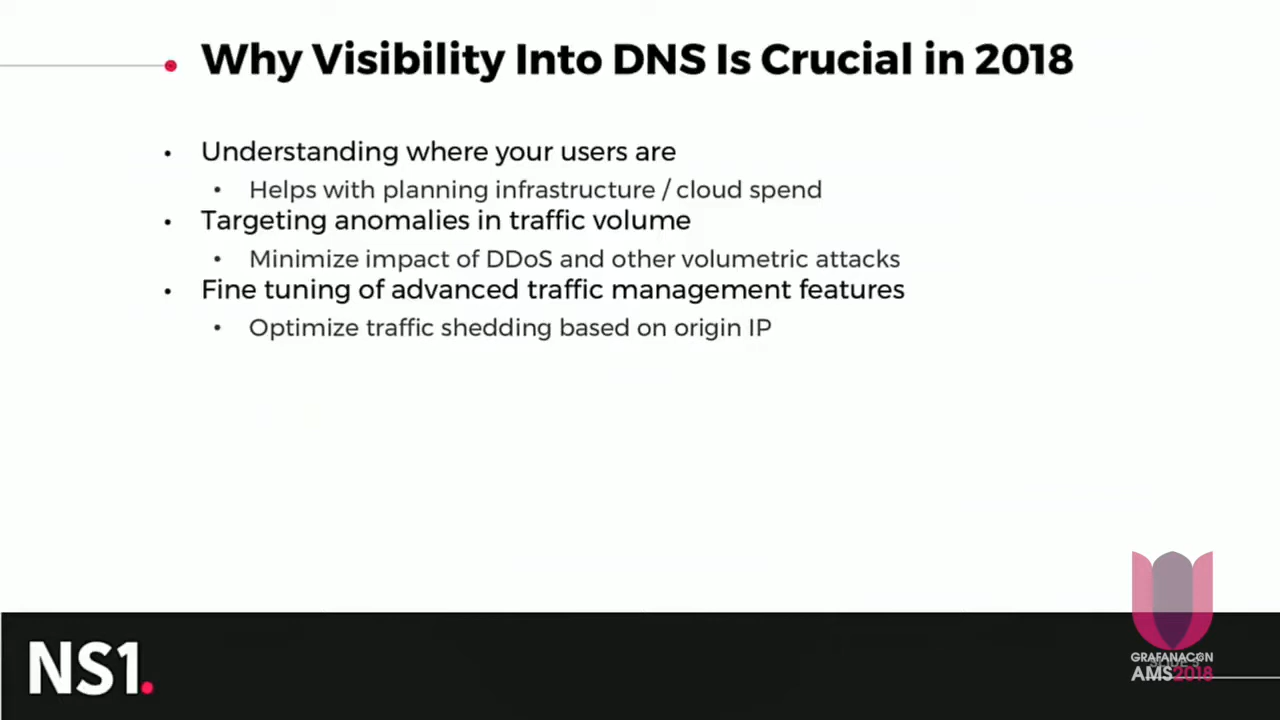 Why Visibility Into DNS Is Crucial in 2018
• Understanding where your users are
• Helps with planning infrastructure / cloud spend
• Targeting anomalies in traffic volume
• Minimize impact of DDoS and other volumetric attacks
• Fine tuning of advanced traffic management features
• Optimize traffic shedding based on origin IP
NS1.
GRAFANACON
AMS2018